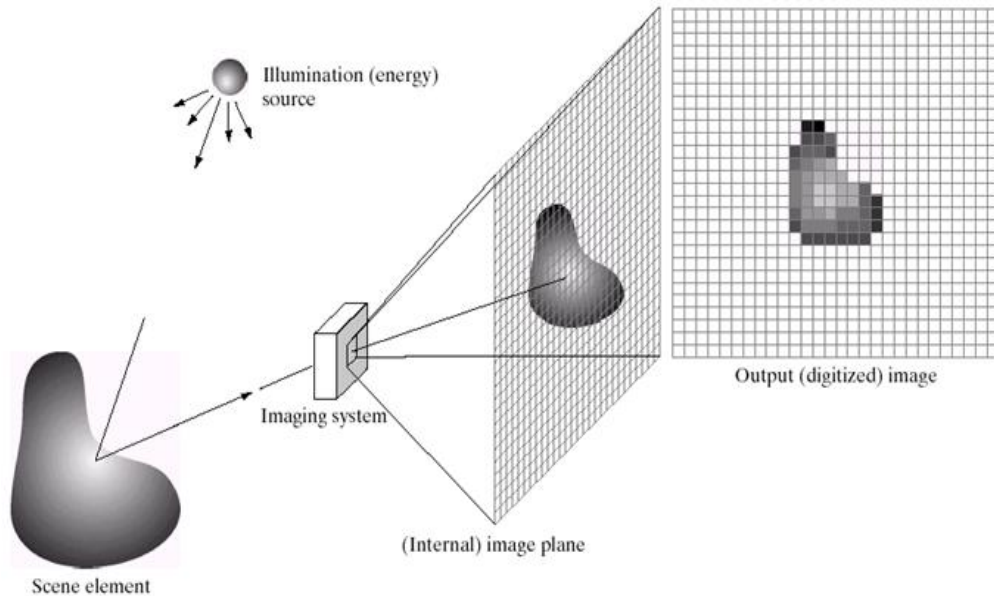 Illumination (energy)
source
Output (digitized) image
Imaging system
(Internal) image plane
Scene element